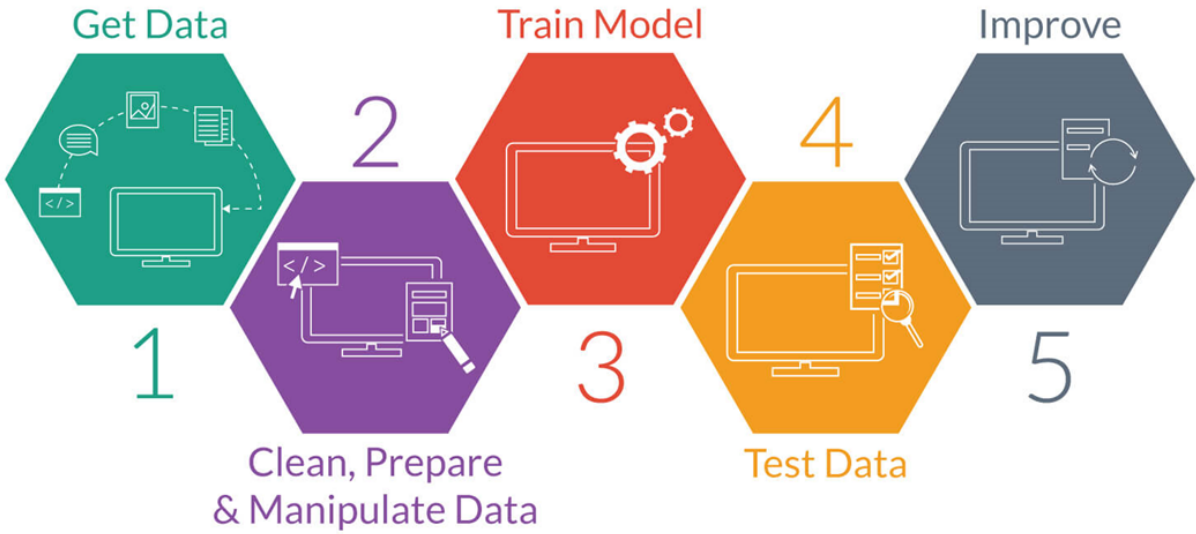 Get Data
1
2
Clean, Prepare
& Manipulate Data
Train Model
3
4
Test Data
Improve
5
</>
</>